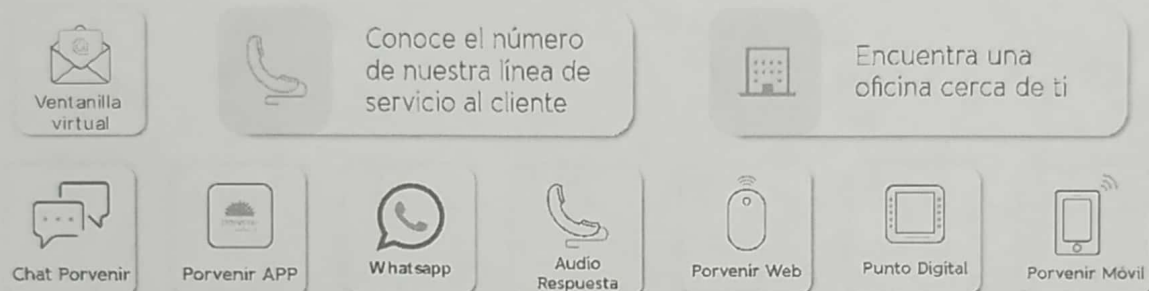 Ventanilla
virtual
Conoce el número
de nuestra línea de
servicio al cliente
Encuentra una
oficina cerca de ti
Chat Porvenir
Porvenir APP
Whatsapp
Audio
Respuesta
Porvenir Web
Punto Digital
Porvenir Móvil